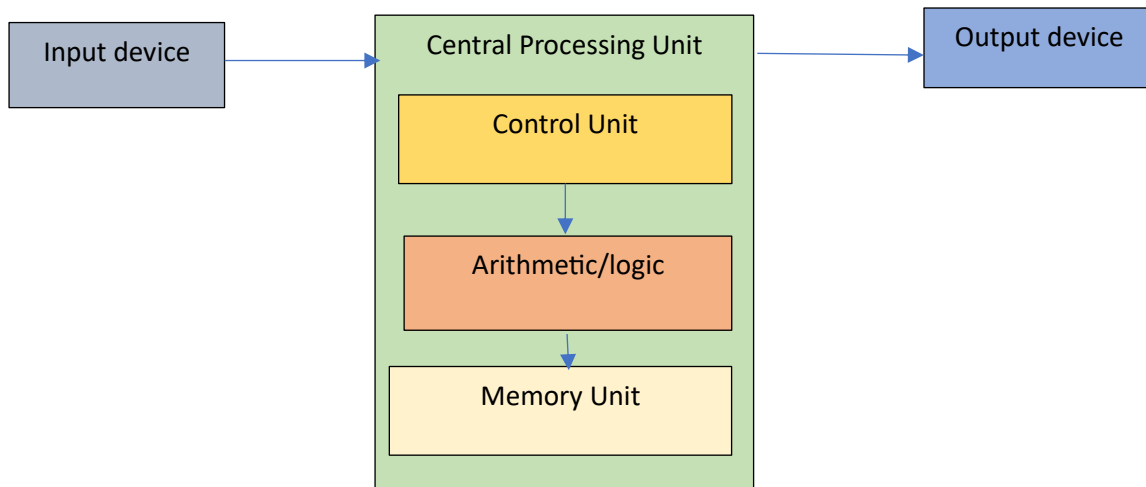 Input device
Central Processing Unit
Output device
Control Unit
Arithmetic/logic
Memory Unit